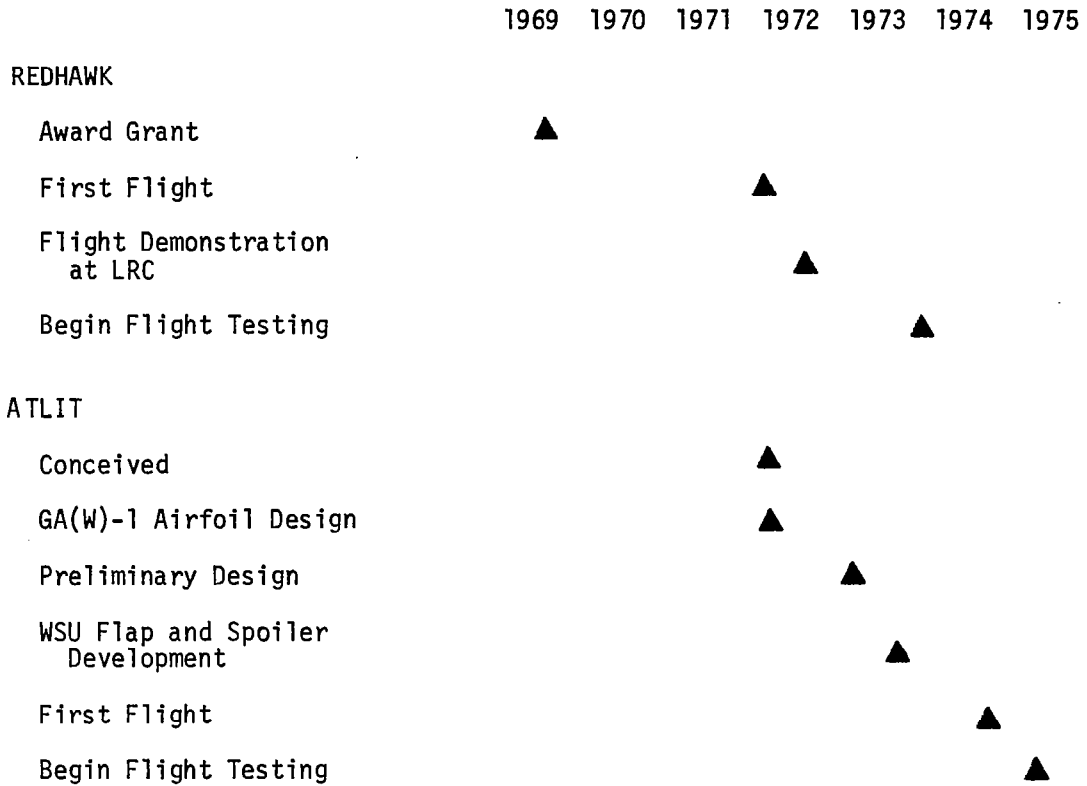 1969 1970 1971 1972 1973 1974 1975
REDHAWK
Award Grant
First Flight
Flight Demonstration
at LRC
Begin Flight Testing
ATLIT
Conceived
GA(W)-1 Airfoil Design
Preliminary Design
WSU Flap and Spoiler
Development
First Flight
Begin Flight Testing